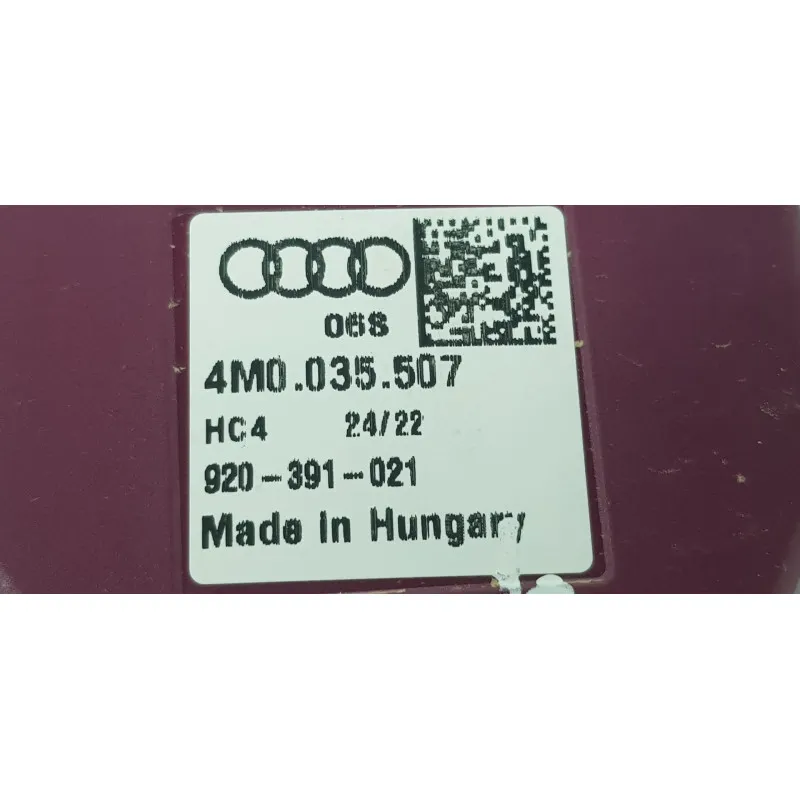 068
4M0.035.507
HC4 24/22
920-391-021
Made in Hungary